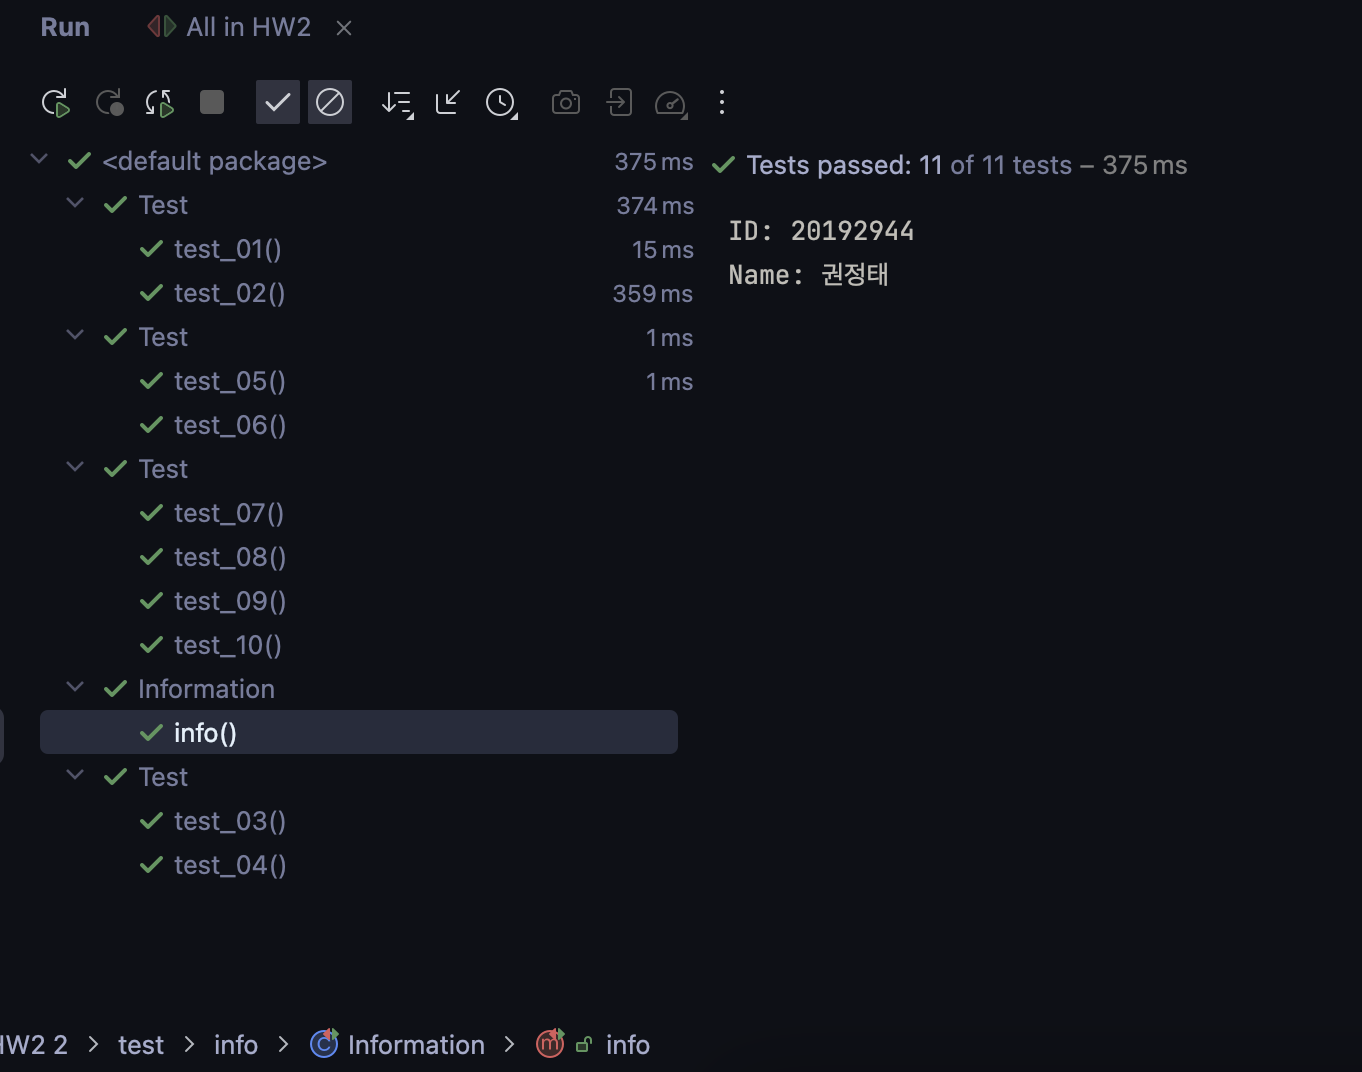 Run All in HW2
<default package> 375 ms
Test 374 ms
test_01() 15 ms
test_02() 359 ms
Test 1 ms
test_05() 1 ms
test_06()
Test
test_07()
test_08()
test_09()
test_10()
Information
info()
Test
test_03()
test_04()
Tests passed: 11 of 11 tests – 375 ms
ID: 20192944
Name: 권정태
HW2 2 > test > info > Information > info